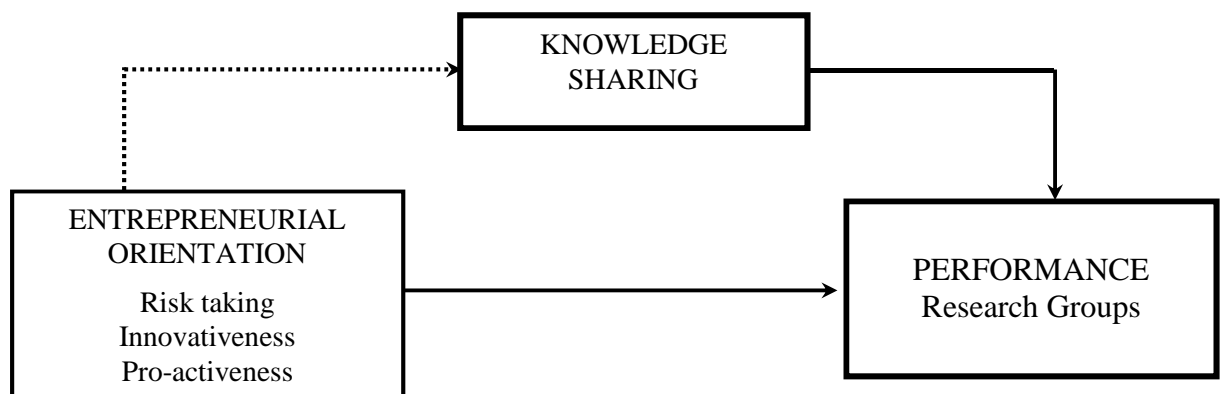 KNOWLEDGE
SHARING
ENTREPRENEURIAL
ORIENTATION
Risk taking
Innovativeness
Pro-activeness
PERFORMANCE
Research Groups